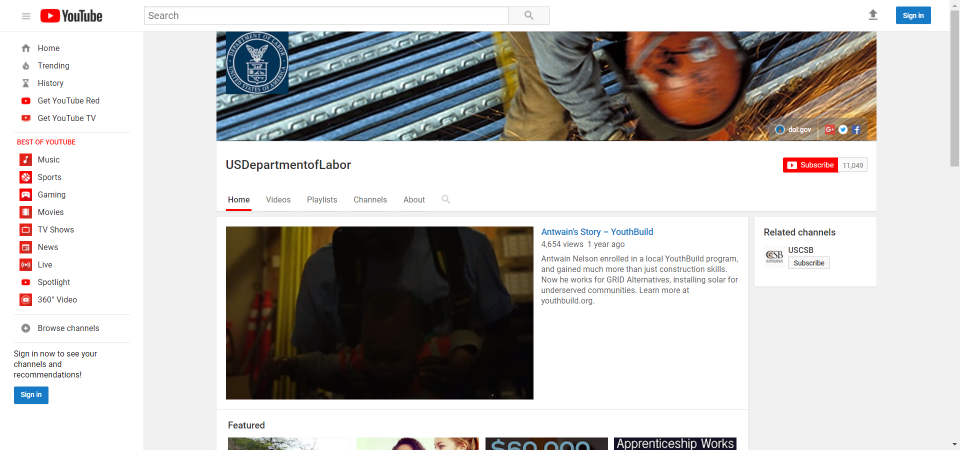 YouTube
Search
Sign in
Home
Trending
History
Get YouTube Red
Get YouTube TV
BEST OF YOUTUBE
Music
Sports
Gaming
Movies
TV Shows
News
Live
Spotlight
360° Video
Browse channels
Sign in now to see your
channels and
recommendations!
Sign in
DEPARTMENT OF LABOR
UNITED STATES OF AMERICA
dol.gov
G+
USDepartmentofLabor
Subscribe 11,049
Home Videos Playlists Channels About
Antwain's Story – YouthBuild
4,654 views 1 year ago
Antwain Nelson enrolled in a local YouthBuild program,
and gained much more than just construction skills.
Now he works for GRID Alternatives, installing solar for
underserved communities. Learn more at
youthbuild.org.
Related channels
CSB
USCSB
Subscribe
Featured
$60,000
Apprenticeship Works